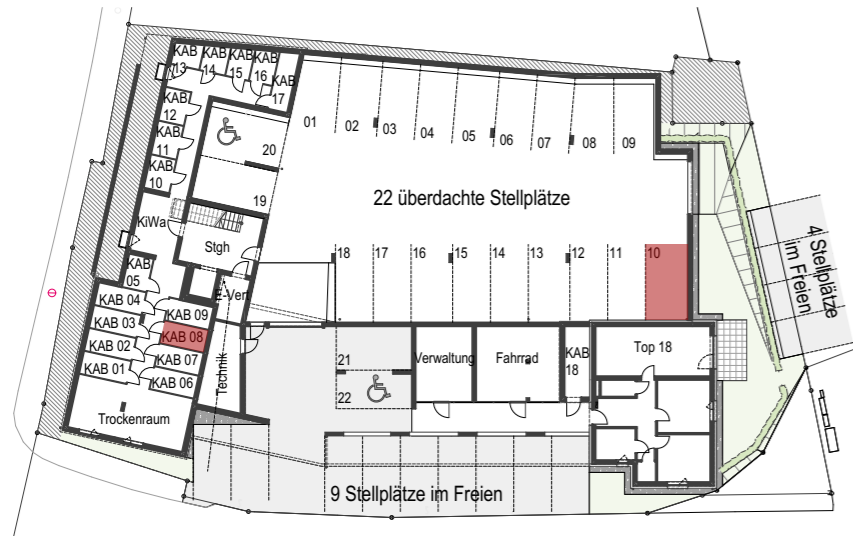 KAB
13
KAB
14
KAB
15
KAB
16
KAB
17
KAB
12
KAB
11
KAB
10
20
19
01
02
03
04
05
06
07
08
09
22 überdachte Stellplätze
KiWa
Stgh
18
17
16
15
14
13
12
11
10
4 Stellplätze
im Freien
KAB
05
E-Vert
KAB 04
KAB 09
KAB 03
KAB 08
KAB 02
KAB 07
KAB 01
KAB 06
Technik
21
22
Verwaltung
Fahrrad
KAB
18
Top 18
Trockenraum
9 Stellplätze im Freien